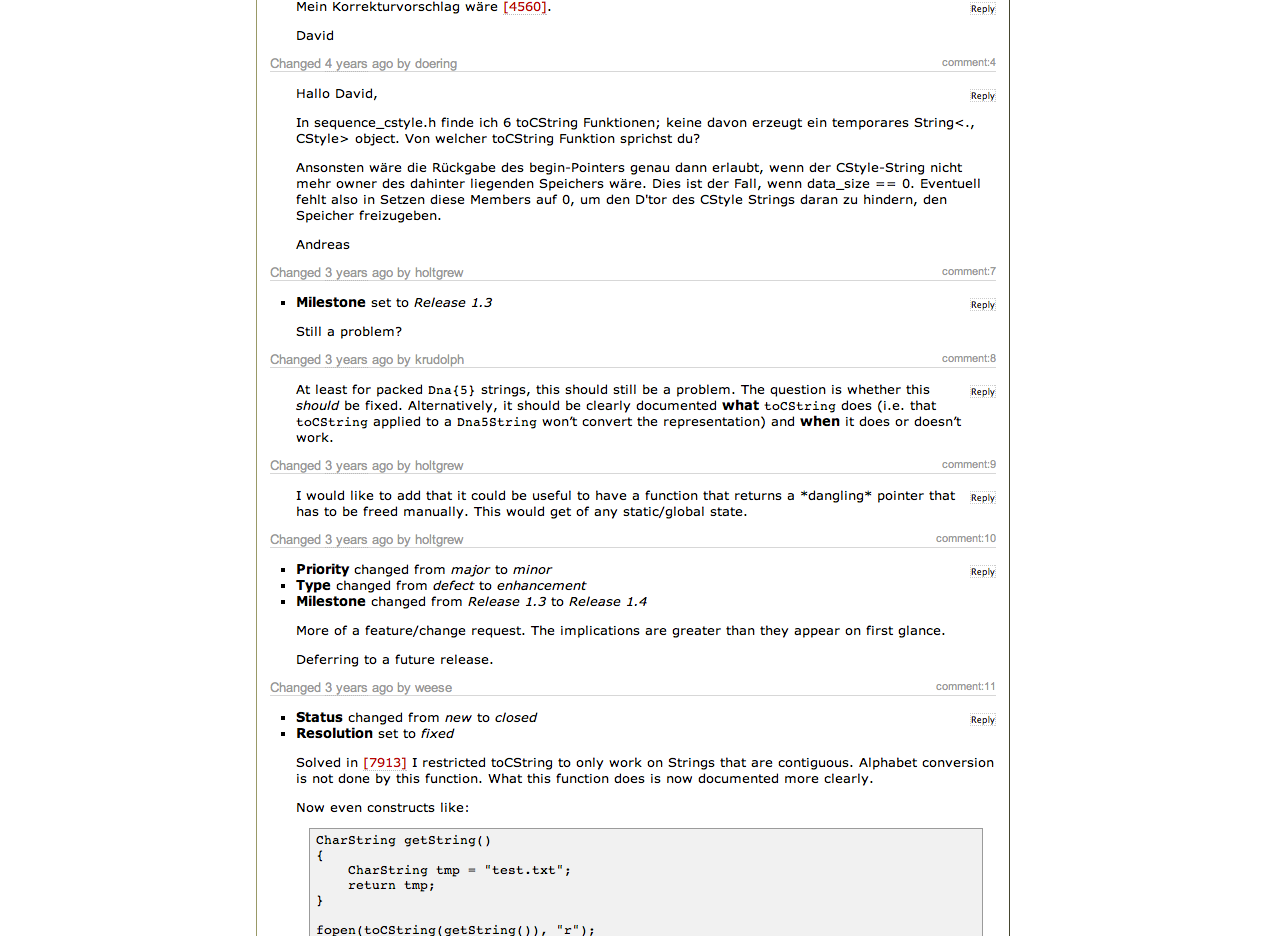 Mein Korrekturvorschlag wäre [4560].
Reply
David
Changed 4 years ago by doering
comment:4
Hallo David,
Reply
In sequence_cstyle.h finde ich 6 toCString Funktionen; keine davon erzeugt ein temporares String<.,
CStyle> object. Von welcher toCString Funktion sprichst du?
Ansonsten wäre die Rückgabe des begin-Pointers genau dann erlaubt, wenn der CStyle-String nicht
mehr owner des dahinter liegenden Speichers wäre. Dies ist der Fall, wenn data_size == 0. Eventuell
fehlt also in Setzen diese Members auf 0, um den D'tor des CStyle Strings daran zu hindern, den
Speicher freizugeben.
Andreas
Changed 3 years ago by holtgrew
comment:7
Milestone set to Release 1.3
Reply
Still a problem?
Changed 3 years ago by krudolph
comment:8
At least for packed Dna{5} strings, this should still be a problem. The question is whether this
Reply
should be fixed. Alternatively, it should be clearly documented what toCString does (i.e. that
toCString applied to a Dna5String won’t convert the representation) and when it does or doesn’t
work.
Changed 3 years ago by holtgrew
comment:9
I would like to add that it could be useful to have a function that returns a *dangling* pointer that
Reply
has to be freed manually. This would get of any static/global state.
Changed 3 years ago by holtgrew
comment:10
Priority changed from major to minor
Reply
Type changed from defect to enhancement
Milestone changed from Release 1.3 to Release 1.4
More of a feature/change request. The implications are greater than they appear on first glance.
Deferring to a future release.
Changed 3 years ago by weese
comment:11
Status changed from new to closed
Reply
Resolution set to fixed
Solved in [7913] I restricted toCString to only work on Strings that are contiguous. Alphabet conversion
is not done by this function. What this function does is now documented more clearly.
Now even constructs like:
CharString getString()
{
    CharString tmp = "test.txt";
    return tmp;
}
fopen(toCString(getString()), "r");